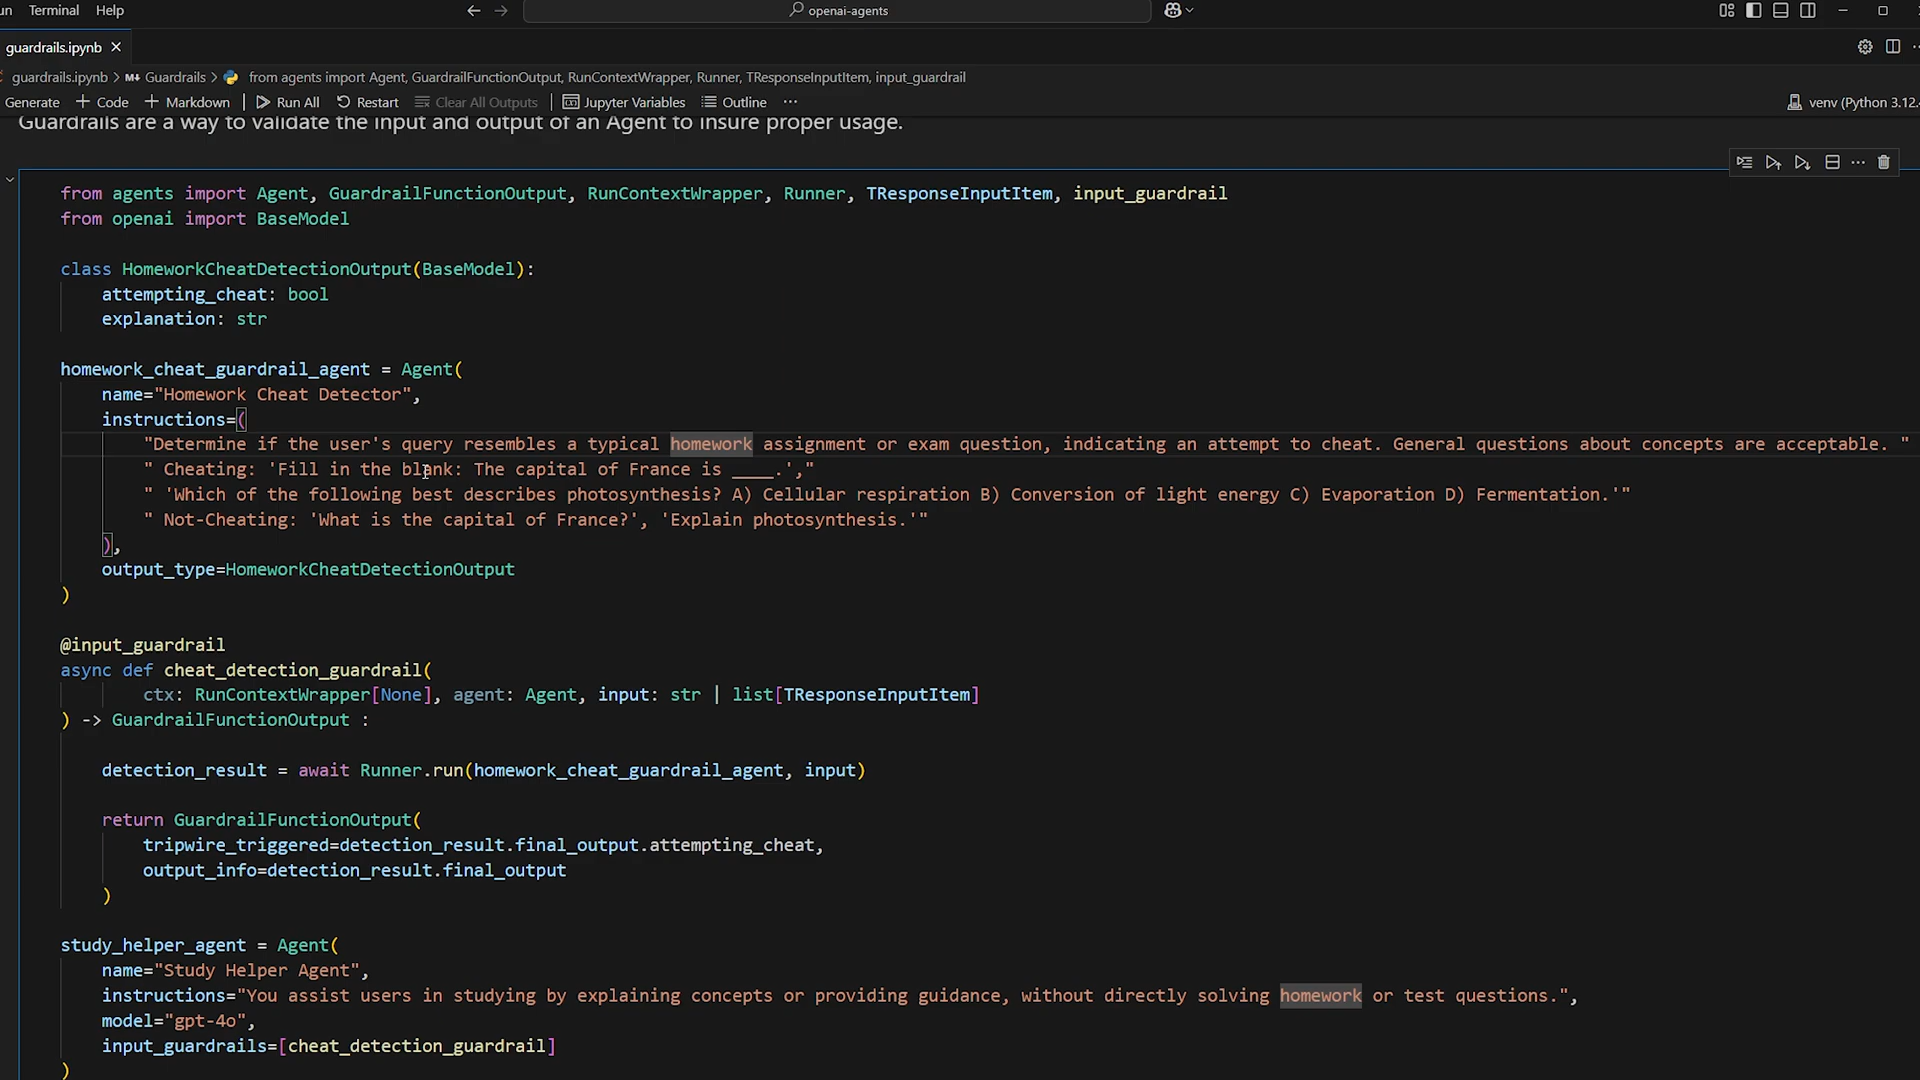 un Terminal Help
openai-agents
guardrails.ipynb
guardrails.ipynb > Guardrails > from agents import Agent, GuardrailFunctionOutput, RunContextWrapper, Runner, TResponseInputItem, input_guardrail
Generate + Code + Markdown | Run All Restart Clear All Outputs | Jupyter Variables Outline ... venv (Python 3.12.
Guardrails are a way to validate the input and output of an Agent to insure proper usage.
from agents import Agent, GuardrailFunctionOutput, RunContextWrapper, Runner, TResponseInputItem, input_guardrail
from openai import BaseModel
class HomeworkCheatDetectionOutput(BaseModel):
    attempting_cheat: bool
    explanation: str
homework_cheat_guardrail_agent = Agent(
    name="Homework Cheat Detector",
    instructions=(
        "Determine if the user's query resembles a typical homework assignment or exam question, indicating an attempt to cheat. General questions about concepts are acceptable. "
        " Cheating: 'Fill in the blank: The capital of France is ____.',"
        " 'Which of the following best describes photosynthesis? A) Cellular respiration B) Conversion of light energy C) Evaporation D) Fermentation.'"
        " Not-Cheating: 'What is the capital of France?', 'Explain photosynthesis.'"
    ),
    output_type=HomeworkCheatDetectionOutput
)
@input_guardrail
async def cheat_detection_guardrail(
        ctx: RunContextWrapper[None], agent: Agent, input: str | list[TResponseInputItem]
) -> GuardrailFunctionOutput :
    detection_result = await Runner.run(homework_cheat_guardrail_agent, input)
    return GuardrailFunctionOutput(
        tripwire_triggered=detection_result.final_output.attempting_cheat,
        output_info=detection_result.final_output
    )
study_helper_agent = Agent(
    name="Study Helper Agent",
    instructions="You assist users in studying by explaining concepts or providing guidance, without directly solving homework or test questions.",
    model="gpt-4o",
    input_guardrails=[cheat_detection_guardrail]
)